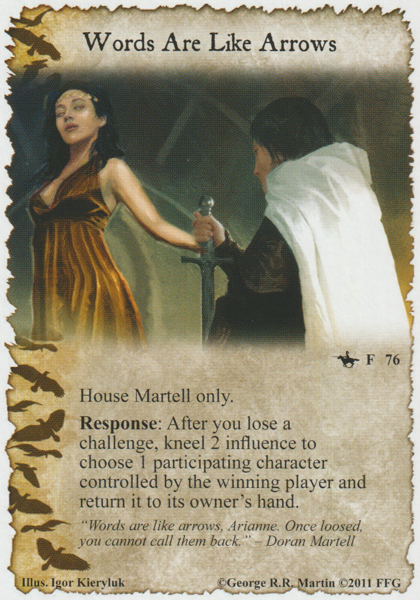 Words Are Like Arrows
F 76
House Martell only.
Response: After you lose a
challenge, kneel 2 influence to
choose 1 participating character
controlled by the winning player and
return it to its owner's hand.
"Words are like arrows, Arianne. Once loosed,
you cannot call them back." – Doran Martell
Illus. Igor Kieryluk ©George R.R. Martin ©2011 FFG